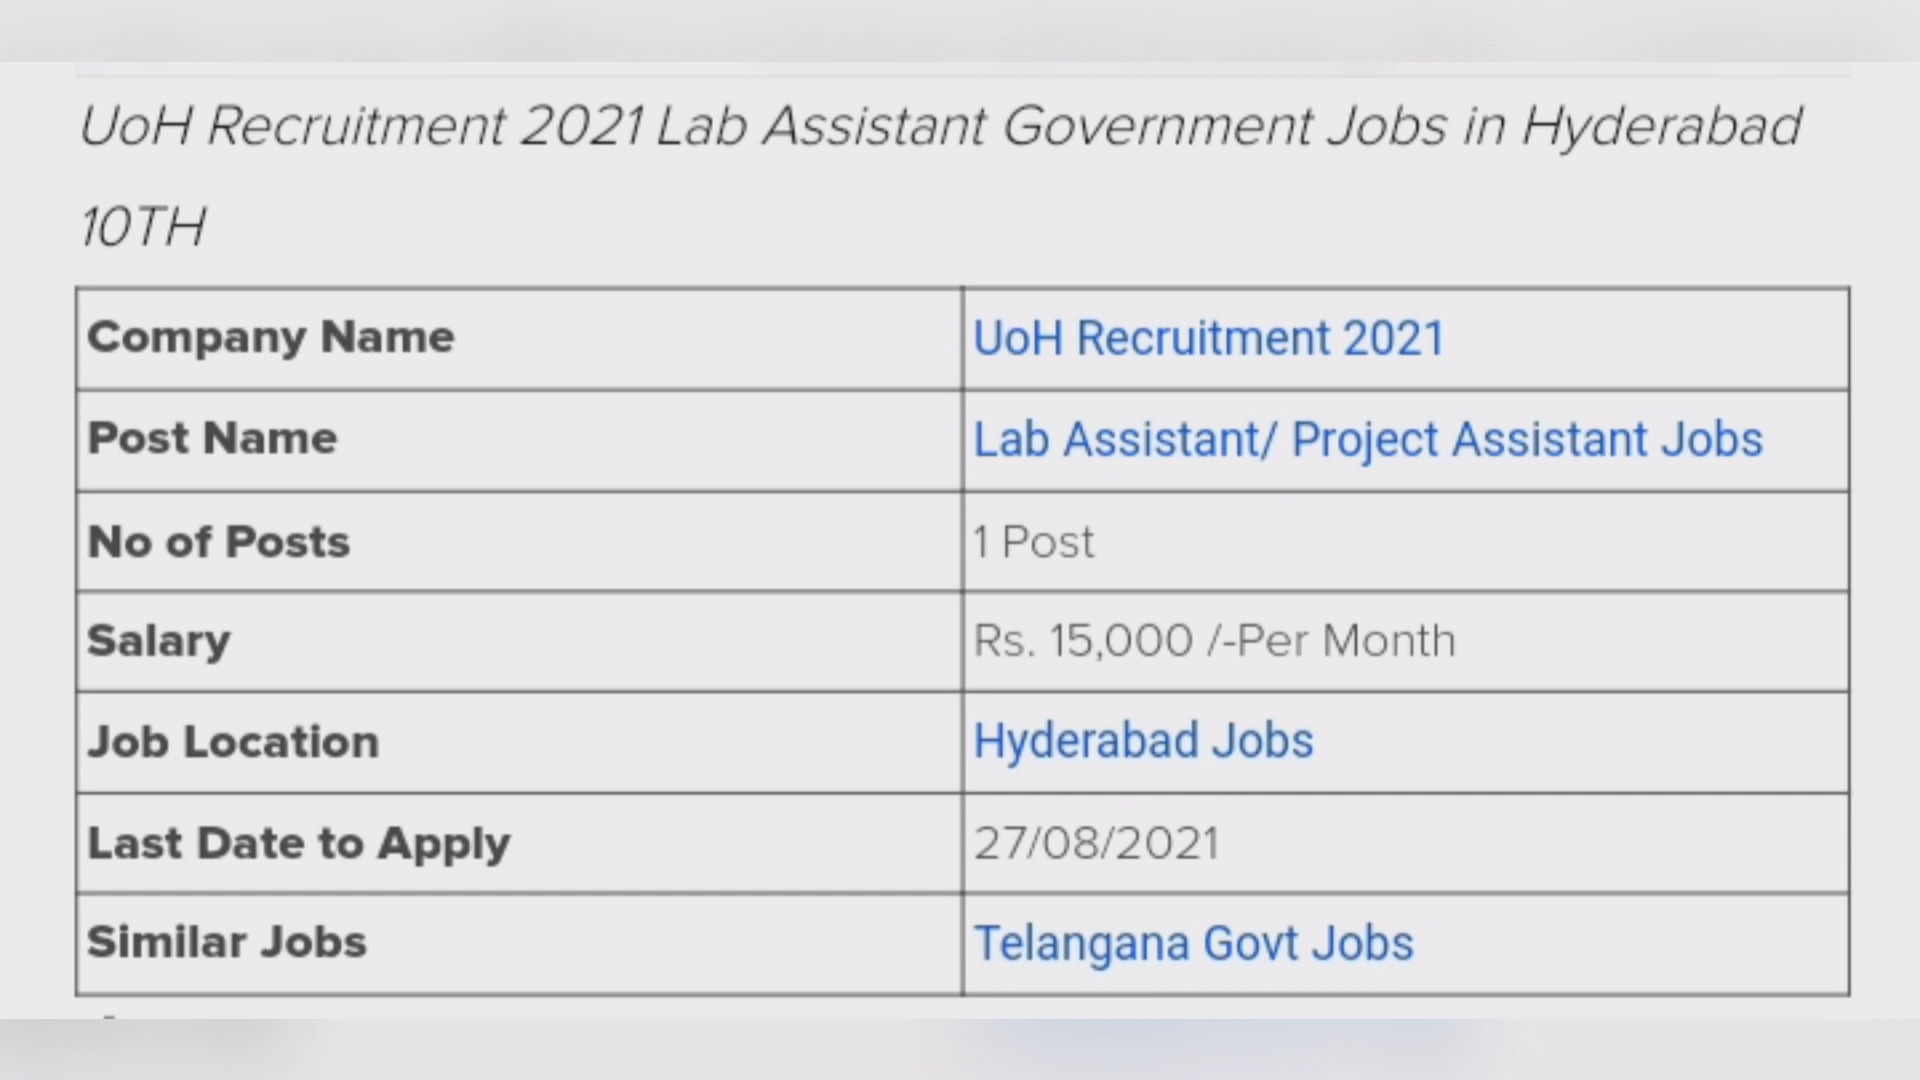 UoH Recruitment 2021 Lab Assistant Government Jobs in Hyderabad
10TH
Company Name UoH Recruitment 2021
Post Name Lab Assistant/ Project Assistant Jobs
No of Posts 1 Post
Salary Rs. 15,000 /-Per Month
Job Location Hyderabad Jobs
Last Date to Apply 27/08/2021
Similar Jobs Telangana Govt Jobs